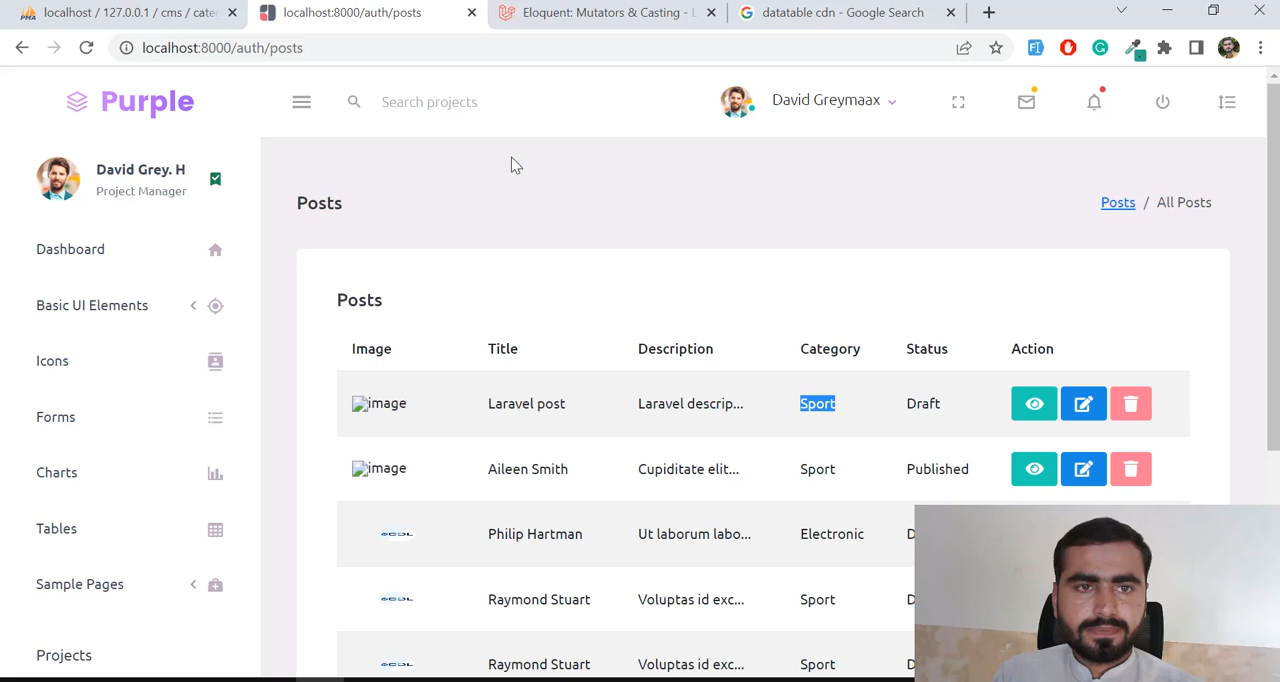 localhost / 127.0.0.1 / cms / cate
localhost:8000/auth/posts
Eloquent: Mutators & Casting - L
datatable cdn - Google Search
localhost:8000/auth/posts
Purple
Search projects
David Greymaax
David Grey. H
Project Manager
Dashboard
Basic UI Elements
Icons
Forms
Charts
Tables
Sample Pages
Projects
Posts
Posts / All Posts
Posts
Image Title Description Category Status Action
image Laravel post Laravel descrip... Sport Draft
image Aileen Smith Cupiditate elit... Sport Published
Philip Hartman Ut laborum labo... Electronic D
Raymond Stuart Voluptas id exc... Sport D
Raymond Stuart Voluptas id exc... Sport D